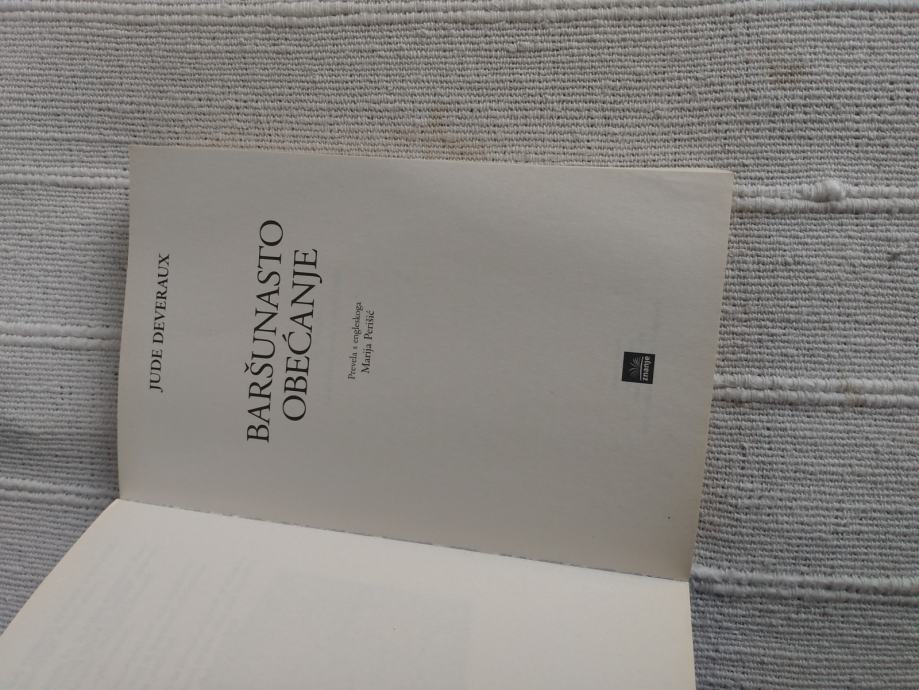 JUDE DEVERAUX
BARŠUNASTO
OBEĆANJE
Prevela s engleskoga
Marija Perišić
znanje